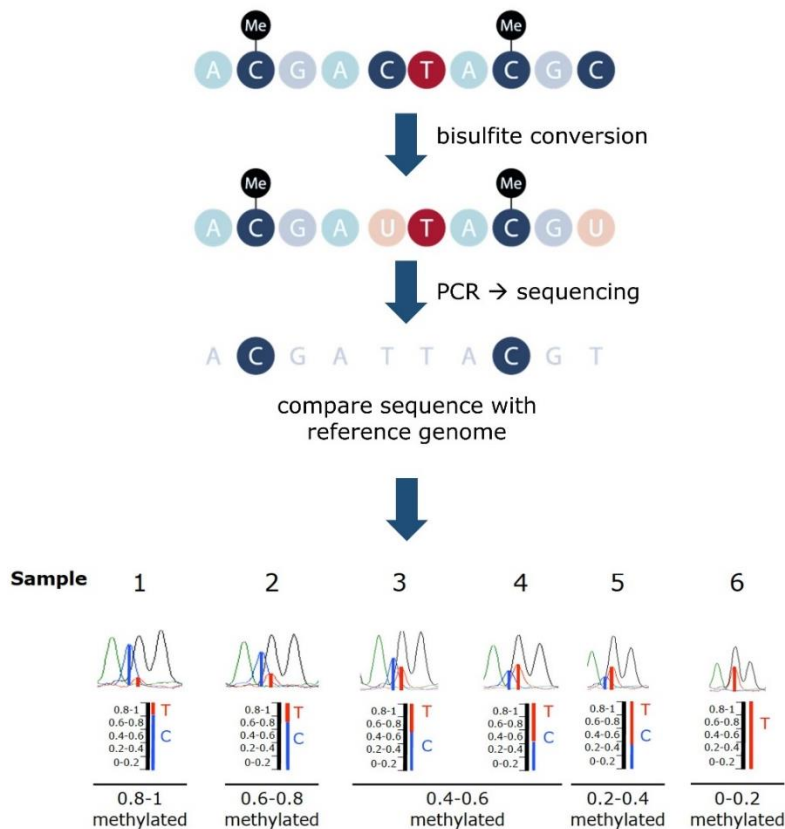 Me Me
A C G A C T A C G C
bisulfite conversion
Me Me
A C G A U T A C G U
PCR → sequencing
A C G A T T A C G T
compare sequence with
reference genome
Sample 1 2 3 4 5 6
0.8-1 T 0.8-1 T 0.8-1 T 0.8-1 T 0.8-1 T 0.8-1
0.6-0.8 0.6-0.8 0.6-0.8 0.6-0.8 0.6-0.8 0.6-0.8 T
0.4-0.6 C 0.4-0.6 C 0.4-0.6 C 0.4-0.6 0.4-0.6 0.4-0.6
0.2-0.4 0.2-0.4 0.2-0.4 0.2-0.4 C 0.2-0.4 C 0.2-0.4
0-0.2 0-0.2 0-0.2 0-0.2 0-0.2 0-0.2
0.8-1 0.6-0.8 0.4-0.6 0.2-0.4 0-0.2
methylated methylated methylated methylated methylated